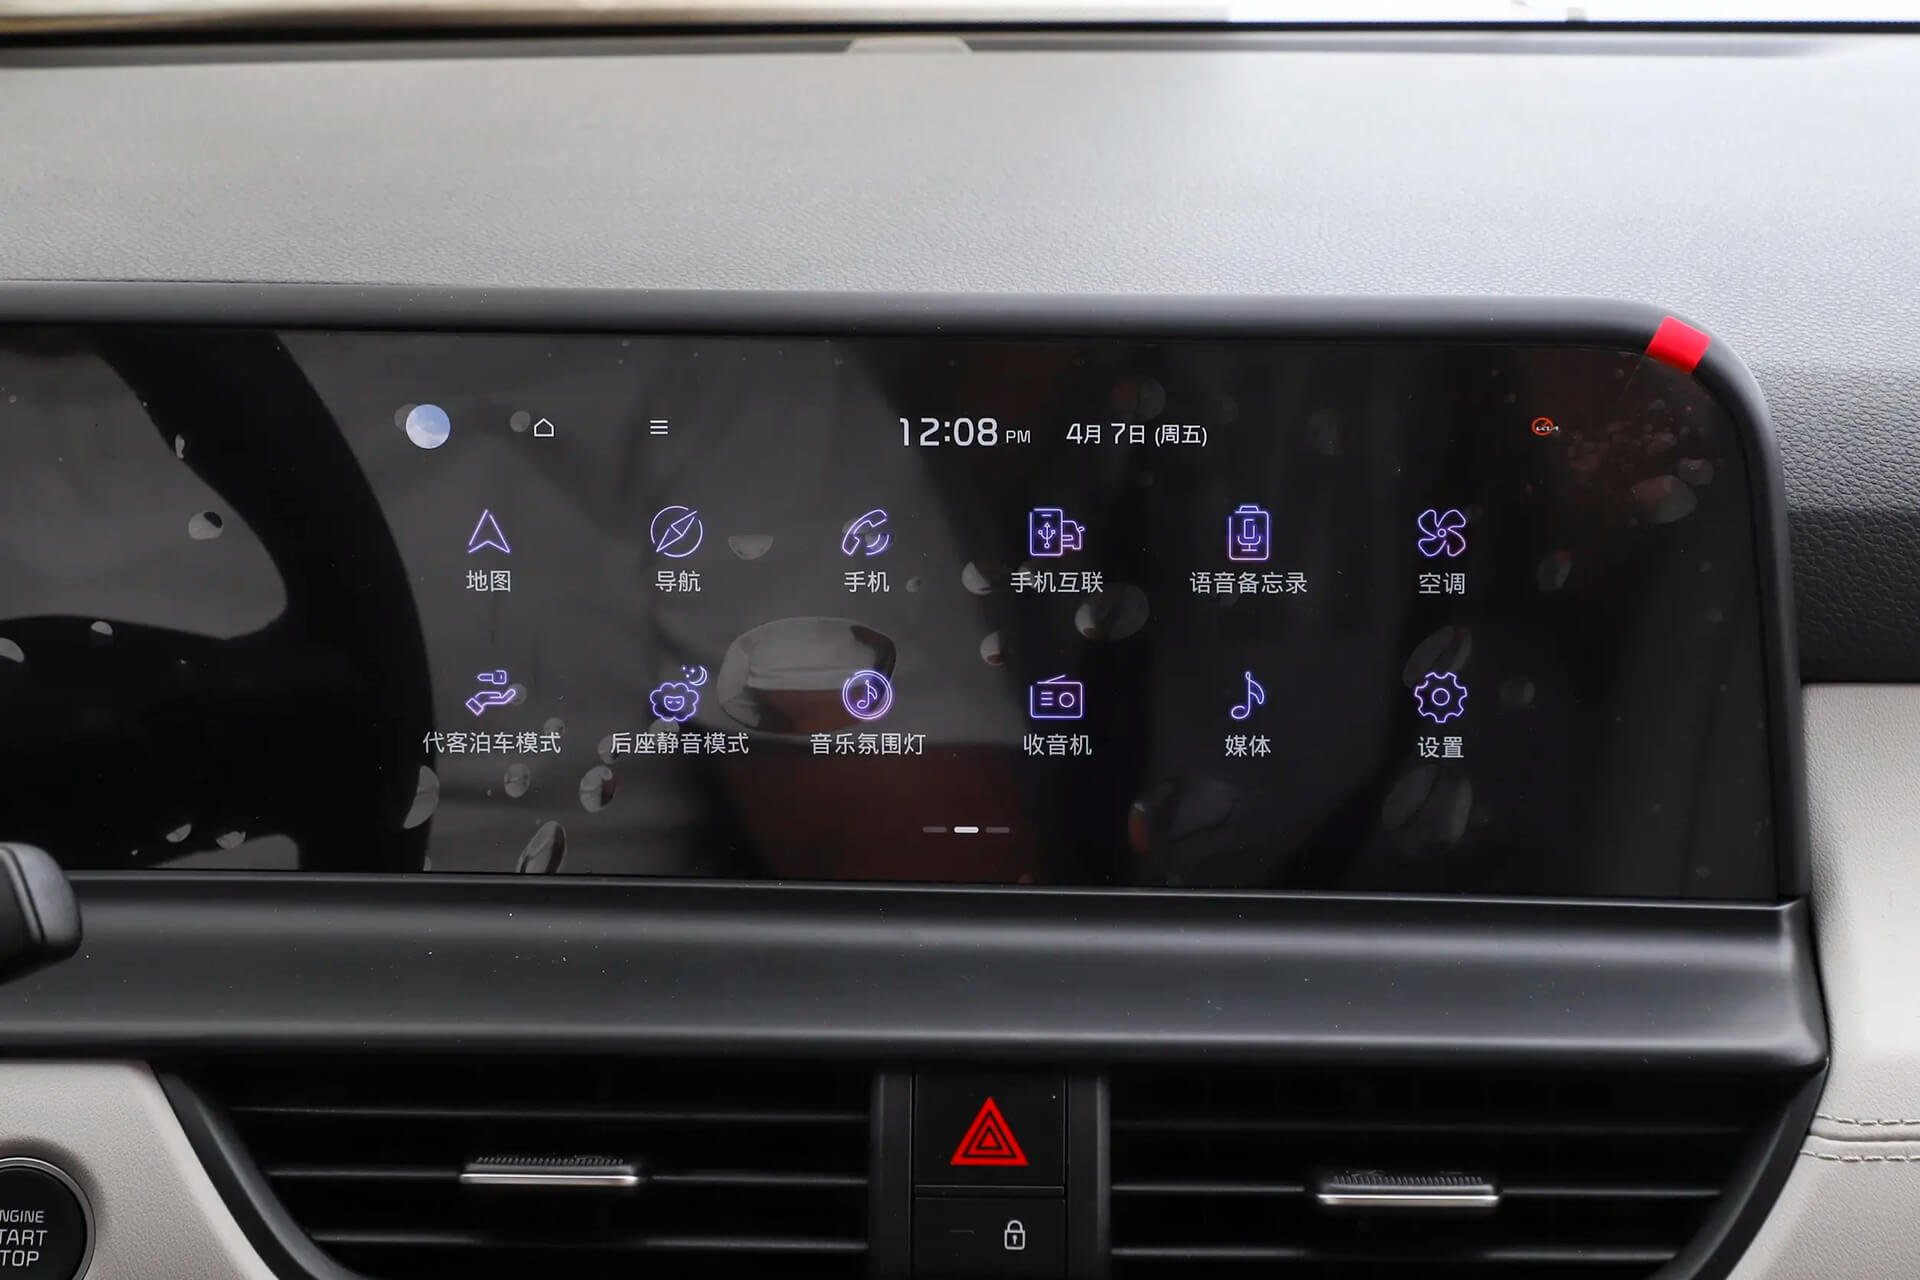 12:08 PM 4月 7日 (周五)
地图 导航 手机 手机互联 语音备忘录 空调
代客泊车模式 后座静音模式 音乐氛围灯 收音机 媒体 设置
NGINE
TART
TOP